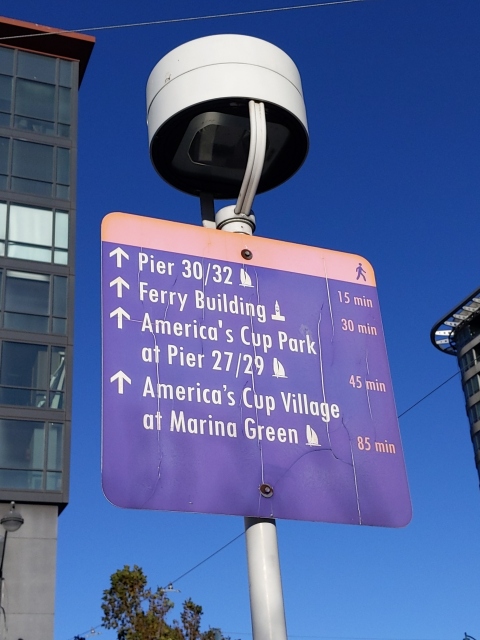 Pier 30/32
15 min
Ferry Building
30 min
America's Cup Park
at Pier 27/29
45 min
America's Cup Village
at Marina Green
85 min